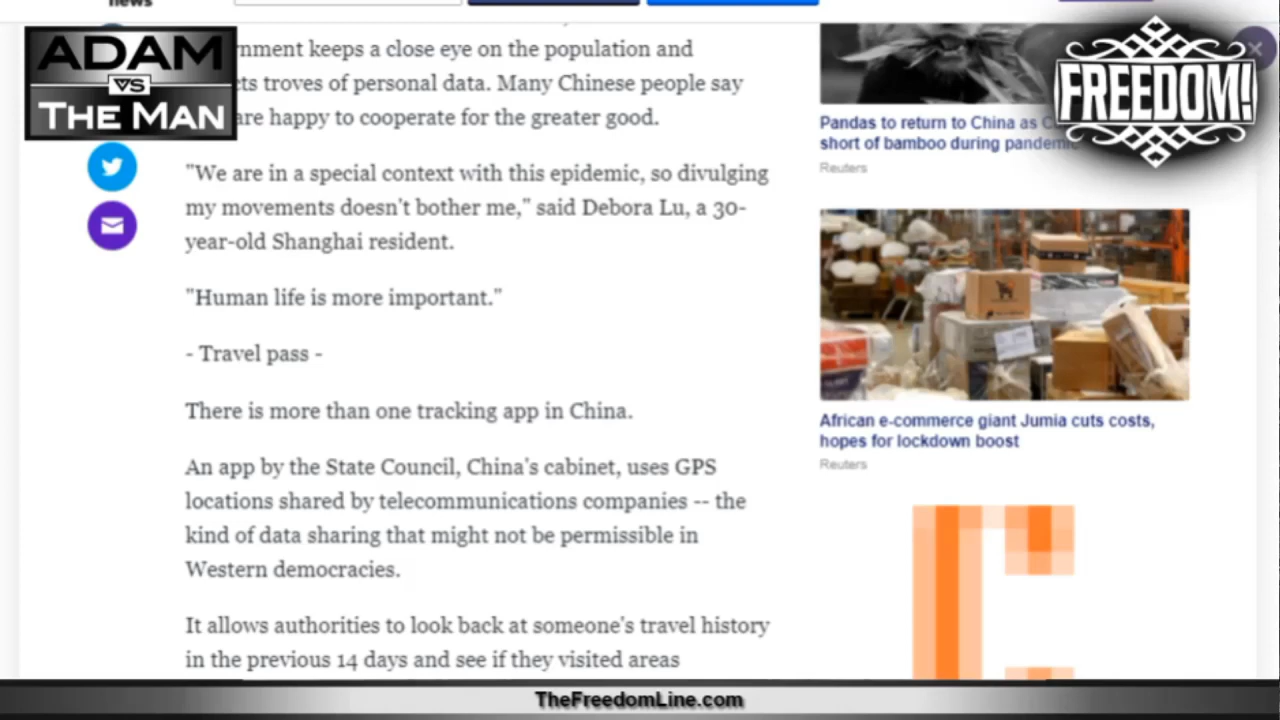 news
ADAM
VS
THE MAN
FREEDOM!
rnment keeps a close eye on the population and
cts troves of personal data. Many Chinese people say
are happy to cooperate for the greater good.
"We are in a special context with this epidemic, so divulging
my movements doesn't bother me," said Debora Lu, a 30-
year-old Shanghai resident.
"Human life is more important."
- Travel pass -
There is more than one tracking app in China.
An app by the State Council, China's cabinet, uses GPS
locations shared by telecommunications companies -- the
kind of data sharing that might not be permissible in
Western democracies.
It allows authorities to look back at someone's travel history
in the previous 14 days and see if they visited areas
Pandas to return to China as
short of bamboo during pandemic
Reuters
African e-commerce giant Jumia cuts costs,
hopes for lockdown boost
Reuters
TheFreedomLine.com